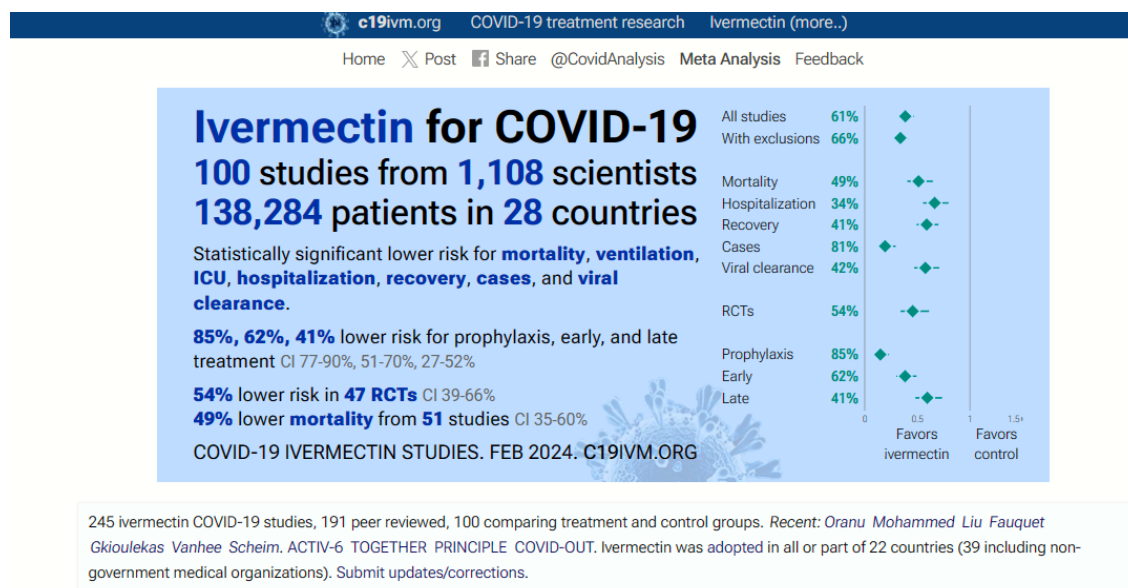 c19ivm.org COVID-19 treatment research Ivermectin (more..)
Home Post Share @CovidAnalysis Meta Analysis Feedback
Ivermectin for COVID-19
100 studies from 1,108 scientists
138,284 patients in 28 countries
Statistically significant lower risk for mortality, ventilation,
ICU, hospitalization, recovery, cases, and viral
clearance.
85%, 62%, 41% lower risk for prophylaxis, early, and late
treatment CI 77-90%, 51-70%, 27-52%
54% lower risk in 47 RCTs CI 39-66%
49% lower mortality from 51 studies CI 35-60%
COVID-19 IVERMECTIN STUDIES. FEB 2024. C19IVM.ORG
All studies 61%
With exclusions 66%
Mortality 49%
Hospitalization 34%
Recovery 41%
Cases 81%
Viral clearance 42%
RCTs 54%
Prophylaxis 85%
Early 62%
Late 41%
0 0.5 1 1.5+
Favors ivermectin
Favors control
245 ivermectin COVID-19 studies, 191 peer reviewed, 100 comparing treatment and control groups. Recent: Oranu Mohammed Liu Fauquet
Gkioulekas Vanhee Scheim. ACTIV-6 TOGETHER PRINCIPLE COVID-OUT. Ivermectin was adopted in all or part of 22 countries (39 including non-
government medical organizations). Submit updates/corrections.